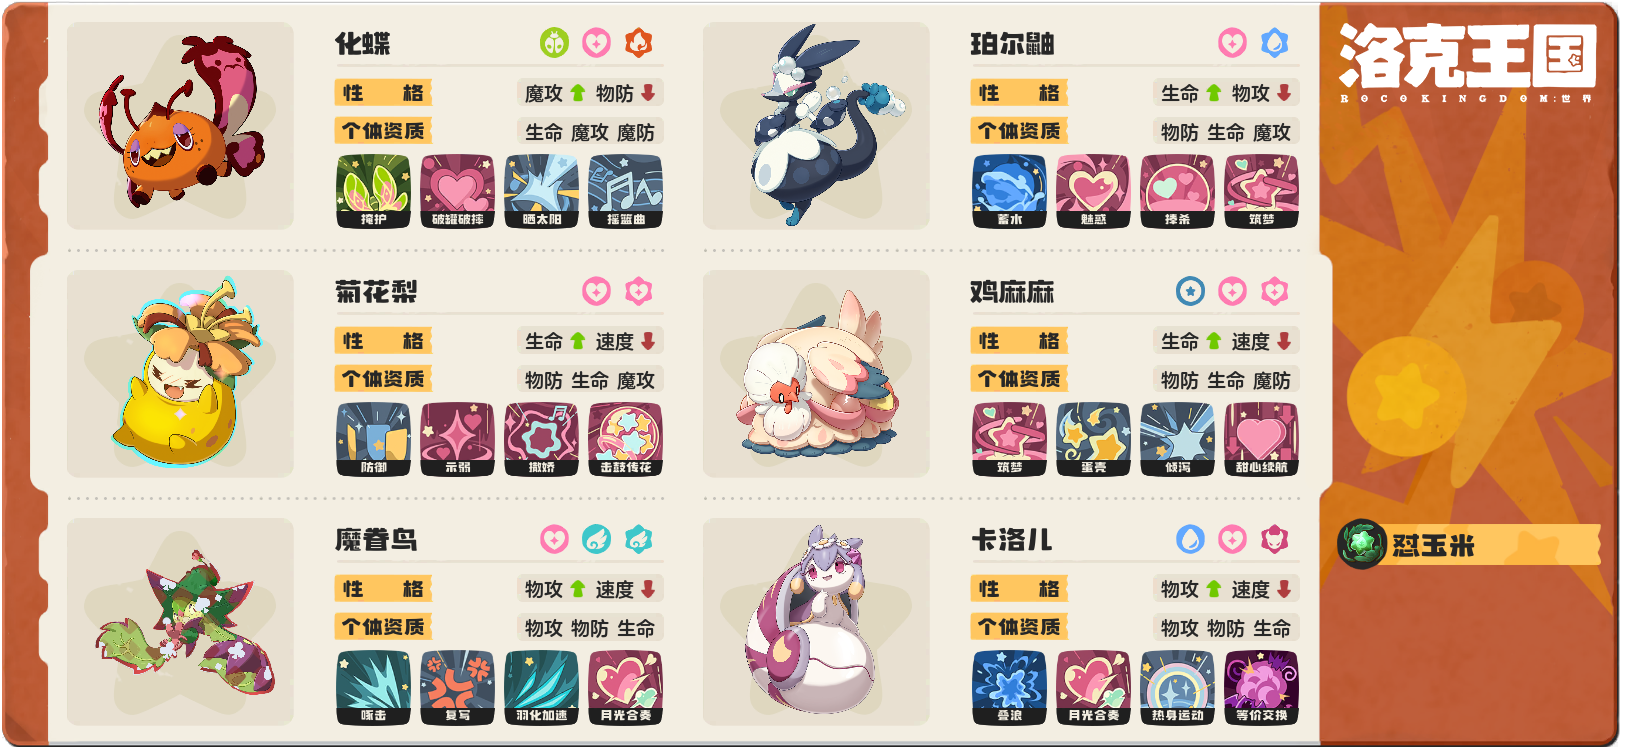 化蝶
性 格 魔攻 物防
个体资质 生命 魔攻 魔防
掩护 破罐破摔 晒太阳 摇篮曲
珀尔鼬
性 格 生命 物攻
个体资质 物防 生命 魔攻
蓄水 魅惑 捧杀 筑梦
菊花梨
性 格 生命 速度
个体资质 物防 生命 魔攻
防御 示弱 撒娇 击鼓传花
鸡麻麻
性 格 生命 速度
个体资质 物防 生命 魔防
筑梦 蛋壳 倾泻 甜心续航
魔眷鸟
性 格 物攻 速度
个体资质 物攻 物防 生命
啄击 复写 羽化加速 月光合奏
卡洛儿
性 格 物攻 速度
个体资质 物攻 物防 生命
叠浪 月光合奏 热身运动 等价交换
洛克王国
ROCOKINGDOM:世界
怼玉米